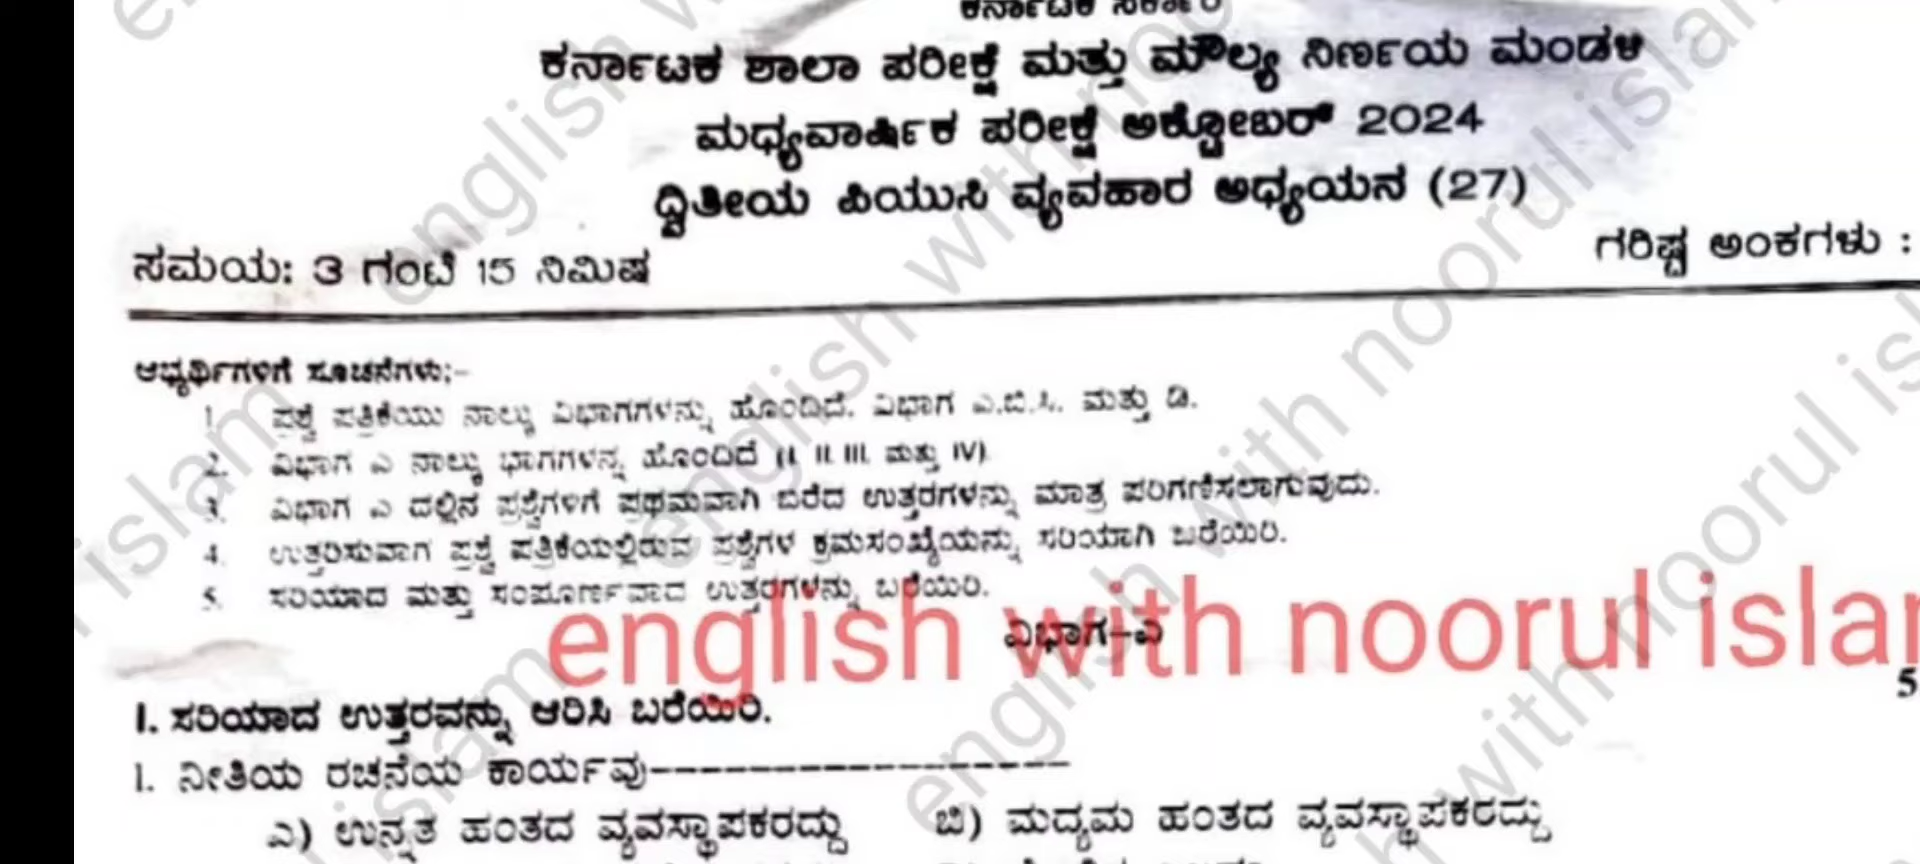 ಕರ್ನಾಟಕ ಸರ್ಕಾರ
ಕರ್ನಾಟಕ ಶಾಲಾ ಪರೀಕ್ಷೆ ಮತ್ತು ಮೌಲ್ಯ ನಿರ್ಣಯ ಮಂಡಳಿ
ಮಧ್ಯವಾರ್ಷಿಕ ಪರೀಕ್ಷೆ ಅಕ್ಟೋಬರ್ 2024
ದ್ವಿತೀಯ ಪಿಯುಸಿ ವ್ಯವಹಾರ ಅಧ್ಯಯನ (27)
ಸಮಯ: 3 ಗಂಟೆ 15 ನಿಮಿಷ ಗರಿಷ್ಟ ಅಂಕಗಳು :
ಅಭ್ಯರ್ಥಿಗಳಿಗೆ ಸೂಚನೆಗಳು:-
1. ಪ್ರಶ್ನೆ ಪತ್ರಿಕೆಯು ನಾಲ್ಕು ವಿಭಾಗಗಳನ್ನು ಹೊಂದಿದೆ. ವಿಭಾಗ ಎ.ಬಿ.ಸಿ. ಮತ್ತು ಡಿ.
2. ವಿಭಾಗ ಎ ನಾಲ್ಕು ಭಾಗಗಳನ್ನ ಹೊಂದಿದೆ (I. II. III. ಮತ್ತು IV)
3. ವಿಭಾಗ ಎ ದಲ್ಲಿನ ಪ್ರಶ್ನೆಗಳಿಗೆ ಪ್ರಥಮವಾಗಿ ಬರೆದ ಉತ್ತರಗಳನ್ನು ಮಾತ್ರ ಪರಿಗಣಿಸಲಾಗುವುದು.
4. ಉತ್ತರಿಸುವಾಗ ಪ್ರಶ್ನೆ ಪತ್ರಿಕೆಯಲ್ಲಿರುವ ಪ್ರಶ್ನೆಗಳ ಕ್ರಮಸಂಖ್ಯೆಯನ್ನು ಸರಿಯಾಗಿ ಬರೆಯಿರಿ.
5. ಸರಿಯಾದ ಮತ್ತು ಸಂಪೂರ್ಣವಾದ ಉತ್ತರಗಳನ್ನು ಬರೆಯಿರಿ.
english with noorul islam
ವಿಭಾಗ-ಎ
I. ಸರಿಯಾದ ಉತ್ತರವನ್ನು ಆರಿಸಿ ಬರೆಯಿರಿ. 5
1. ನೀತಿಯ ರಚನೆಯ ಕಾರ್ಯವು------------------
ಎ) ಉನ್ನತ ಹಂತದ ವ್ಯವಸ್ಥಾಪಕರದ್ದು ಬಿ) ಮದ್ಯಮ ಹಂತದ ವ್ಯವಸ್ಥಾಪಕರದ್ದು